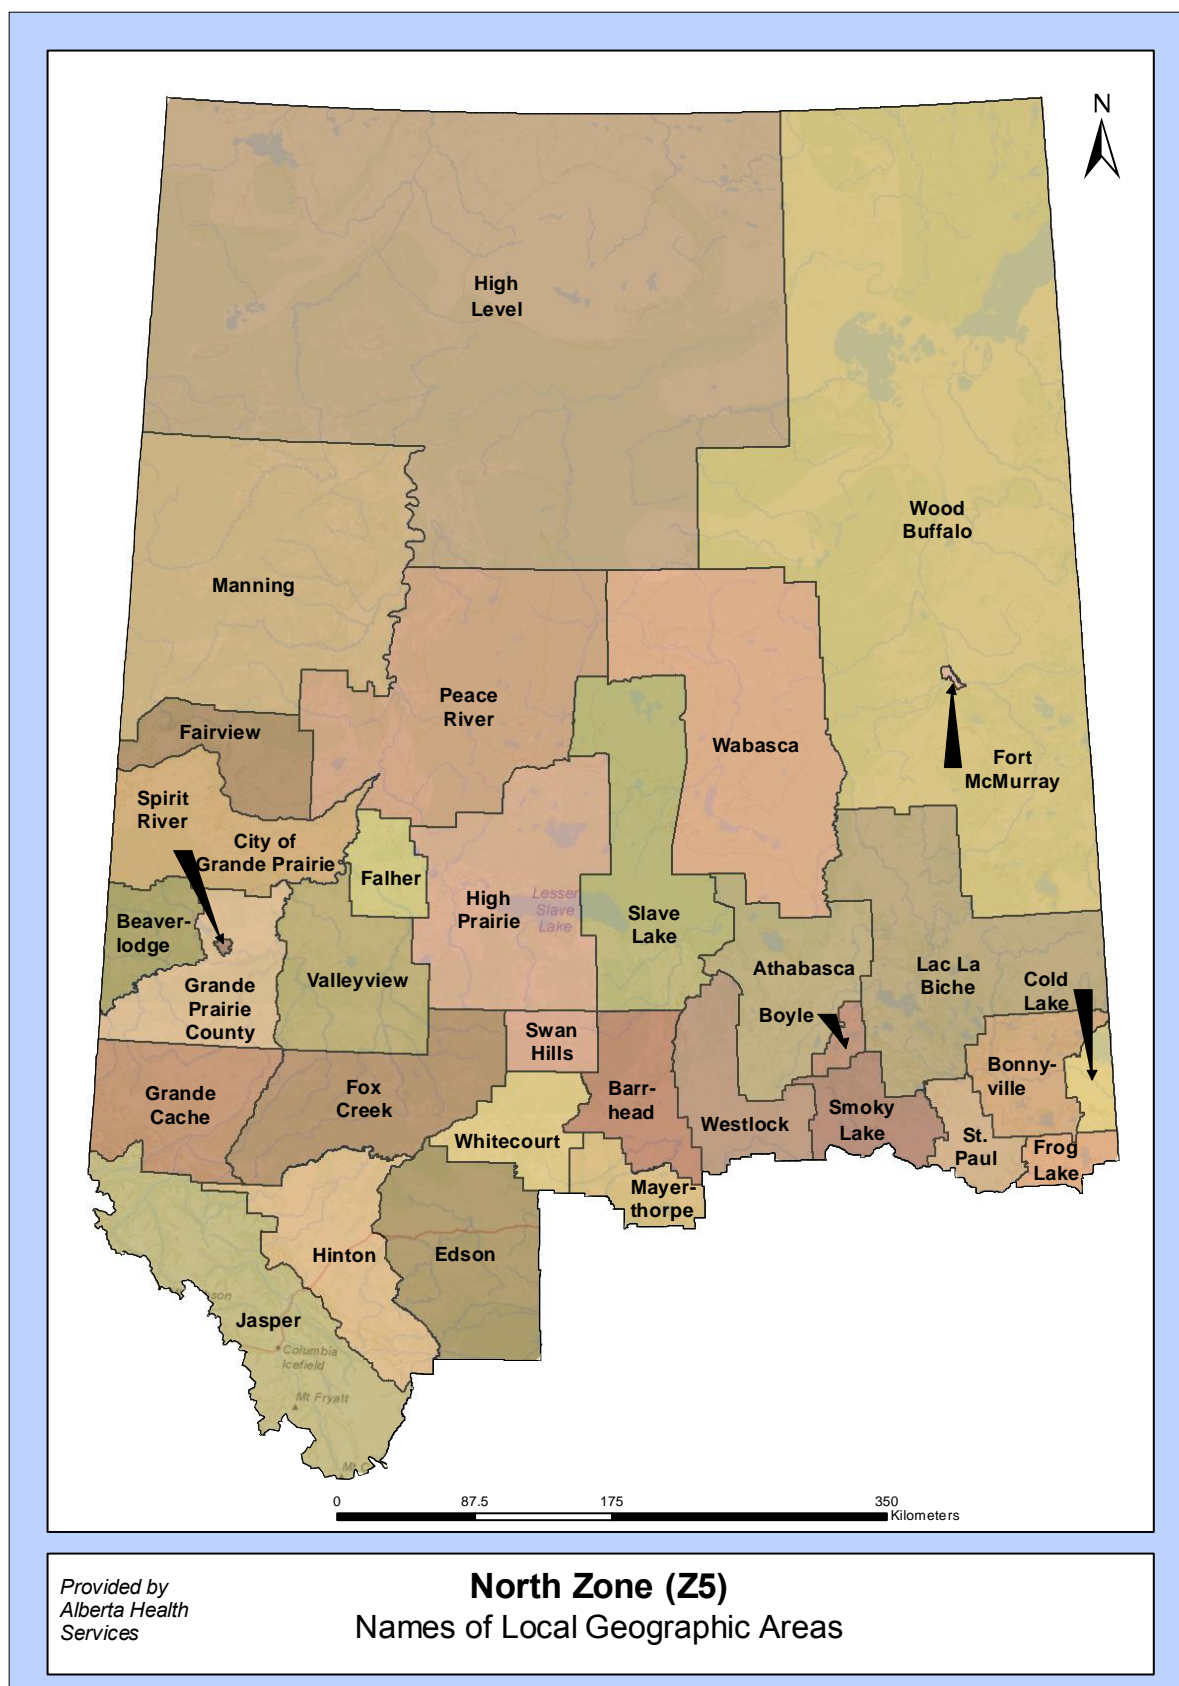 N
High
Level
Wood
Buffalo
Manning
Peace
River
Fairview
Wabasca
Fort
McMurray
Spirit
River
City of
Grande Prairie
Falher
High
Prairie
Lesser
Slave
Lake
Slave
Lake
Beaver-
lodge
Valleyview
Athabasca
Lac La
Biche
Cold
Lake
Grande
Prairie
County
Boyle
Swan
Hills
Bonny-
ville
Grande
Cache
Fox
Creek
Barr-
head
Westlock
Smoky
Lake
Whitecourt
St.
Paul
Frog
Lake
Mayer-
thorpe
Hinton
Edson
Jasper
Columbia
Icefield
Mt Fryatt
0 87.5 175 350
Kilometers
Provided by
Alberta Health
Services
North Zone (Z5)
Names of Local Geographic Areas